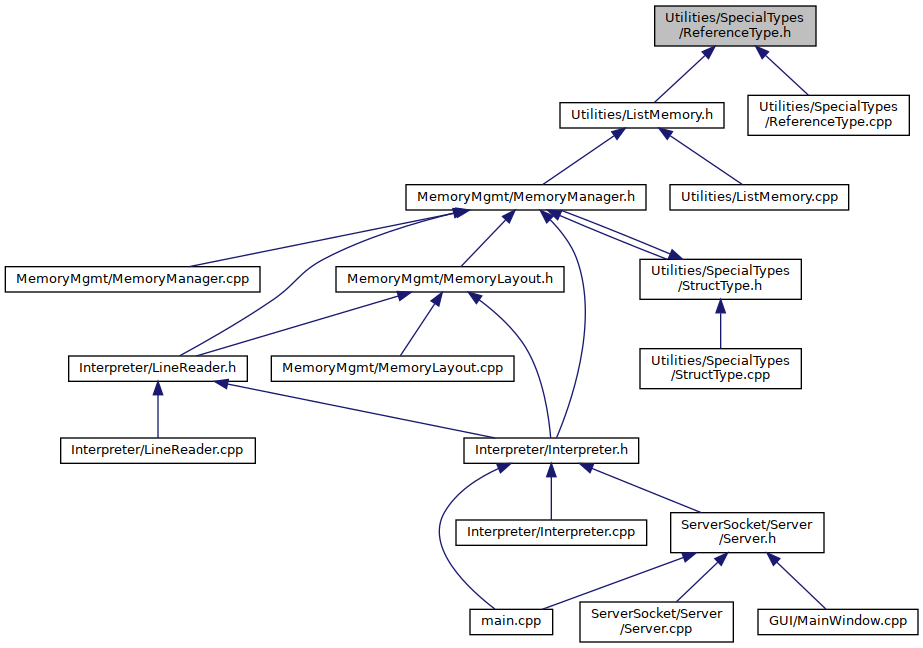 Utilities/SpecialTypes
/ReferenceType.h
Utilities/ListMemory.h
Utilities/SpecialTypes
/ReferenceType.cpp
MemoryMgmt/MemoryManager.h
Utilities/ListMemory.cpp
MemoryMgmt/MemoryManager.cpp
MemoryMgmt/MemoryLayout.h
Utilities/SpecialTypes
/StructType.h
Interpreter/LineReader.h
MemoryMgmt/MemoryLayout.cpp
Utilities/SpecialTypes
/StructType.cpp
Interpreter/LineReader.cpp
Interpreter/Interpreter.h
Interpreter/Interpreter.cpp
ServerSocket/Server
/Server.h
main.cpp
ServerSocket/Server
/Server.cpp
GUI/MainWindow.cpp